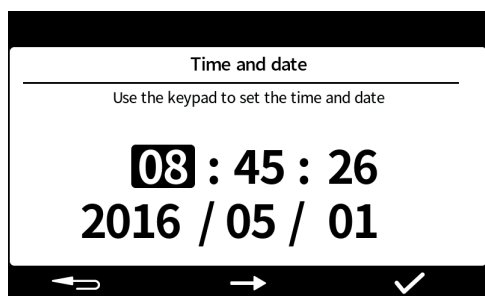 Time and date
Use the keypad to set the time and date
08 : 45 : 26
2016 / 05 / 01